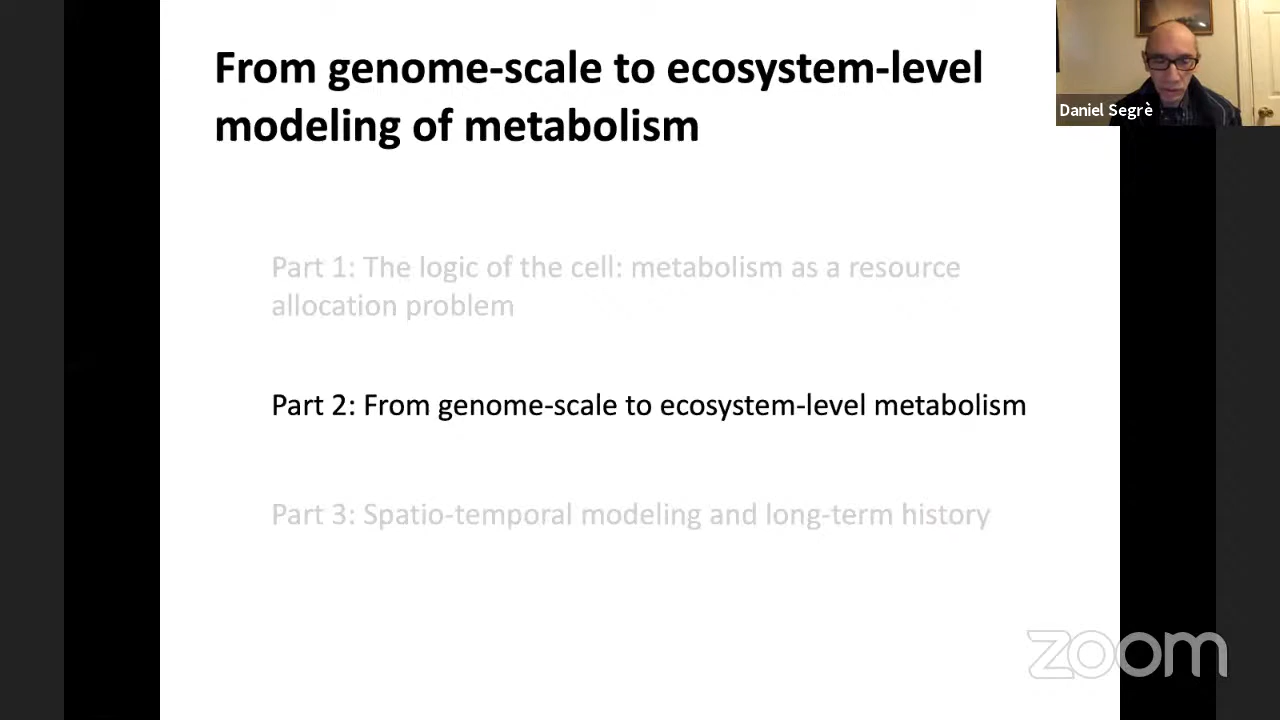 From genome-scale to ecosystem-level
modeling of metabolism
Daniel Segrè
Part 1: The logic of the cell: metabolism as a resource
allocation problem
Part 2: From genome-scale to ecosystem-level metabolism
Part 3: Spatio-temporal modeling and long-term history
zoom